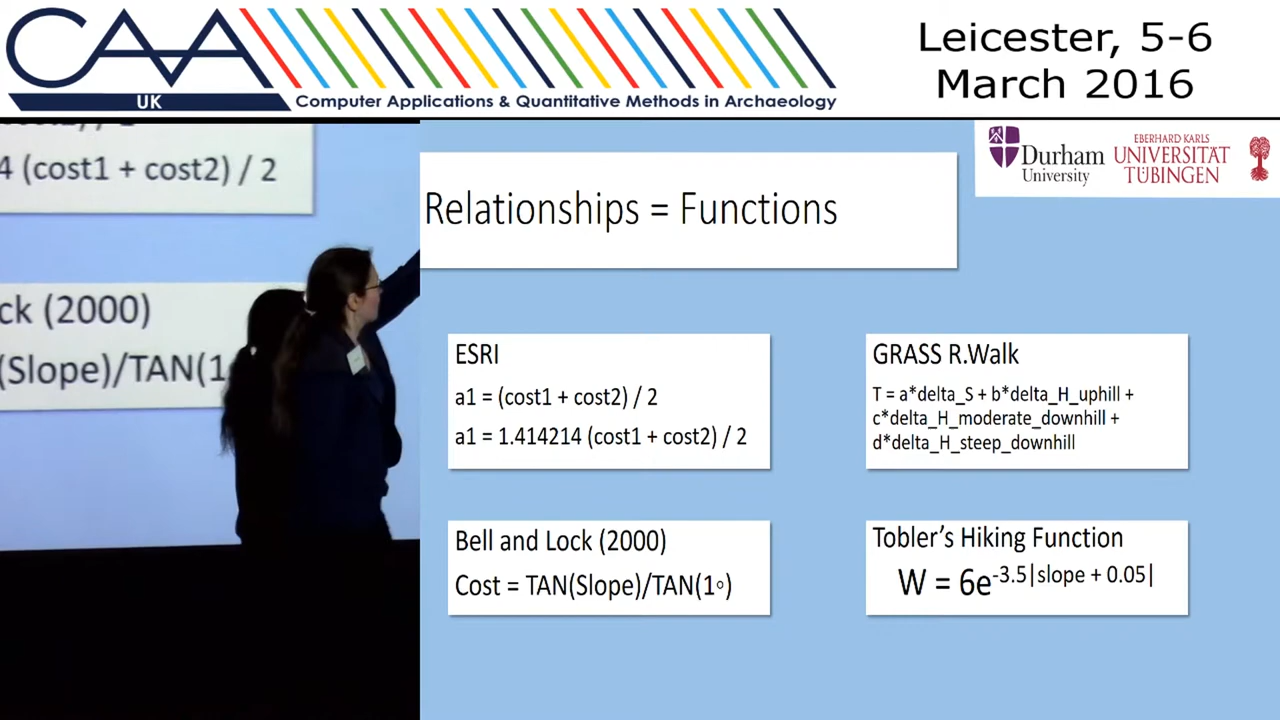 CAA
UK
Computer Applications & Quantitative Methods in Archaeology
Leicester, 5-6
March 2016
4 (cost1 + cost2) / 2
ck (2000)
(Slope)/TAN(1
Durham
University
EBERHARD KARLS
UNIVERSITÄT
TÜBINGEN
Relationships = Functions
ESRI
a1 = (cost1 + cost2) / 2
a1 = 1.414214 (cost1 + cost2) / 2
GRASS R.Walk
T = a*delta_S + b*delta_H_uphill +
c*delta_H_moderate_downhill +
d*delta_H_steep_downhill
Bell and Lock (2000)
Cost = TAN(Slope)/TAN(1◦)
Tobler's Hiking Function
W = 6e-3.5|slope + 0.05|